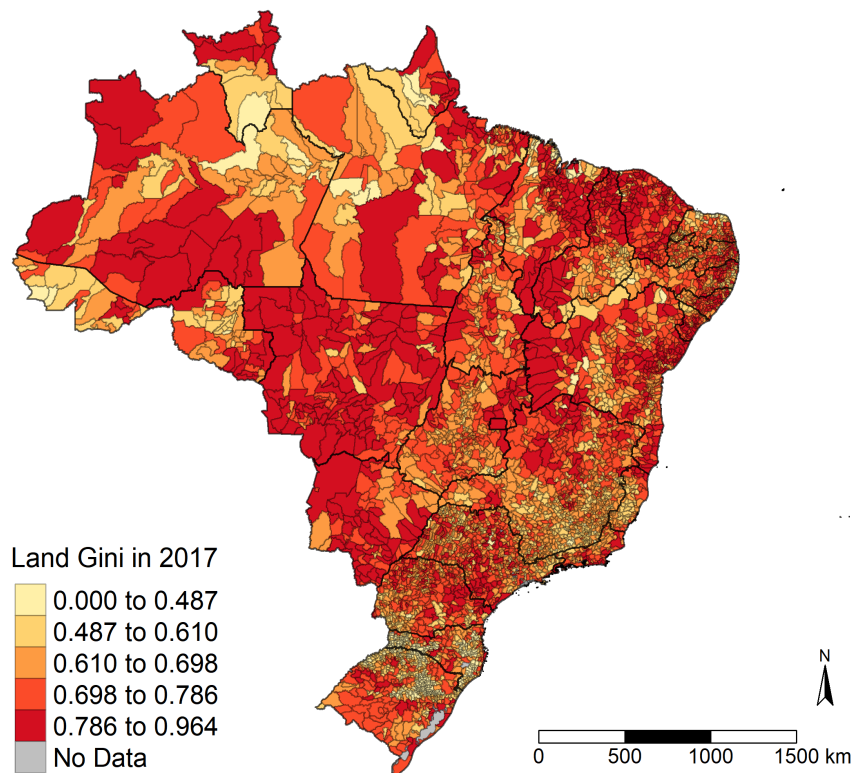 Land Gini in 2017
0.000 to 0.487
0.487 to 0.610
0.610 to 0.698
0.698 to 0.786
0.786 to 0.964
No Data
N
0 500 1000 1500 km